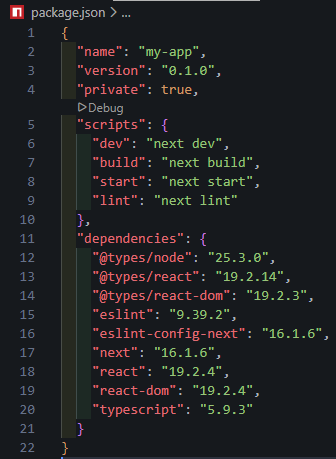 package.json > ...
1 {
2 "name": "my-app",
3 "version": "0.1.0",
4 "private": true,
Debug
5 "scripts": {
6 "dev": "next dev",
7 "build": "next build",
8 "start": "next start",
9 "lint": "next lint"
10 },
11 "dependencies": {
12 "@types/node": "25.3.0",
13 "@types/react": "19.2.14",
14 "@types/react-dom": "19.2.3",
15 "eslint": "9.39.2",
16 "eslint-config-next": "16.1.6",
17 "next": "16.1.6",
18 "react": "19.2.4",
19 "react-dom": "19.2.4",
20 "typescript": "5.9.3"
21 }
22 }